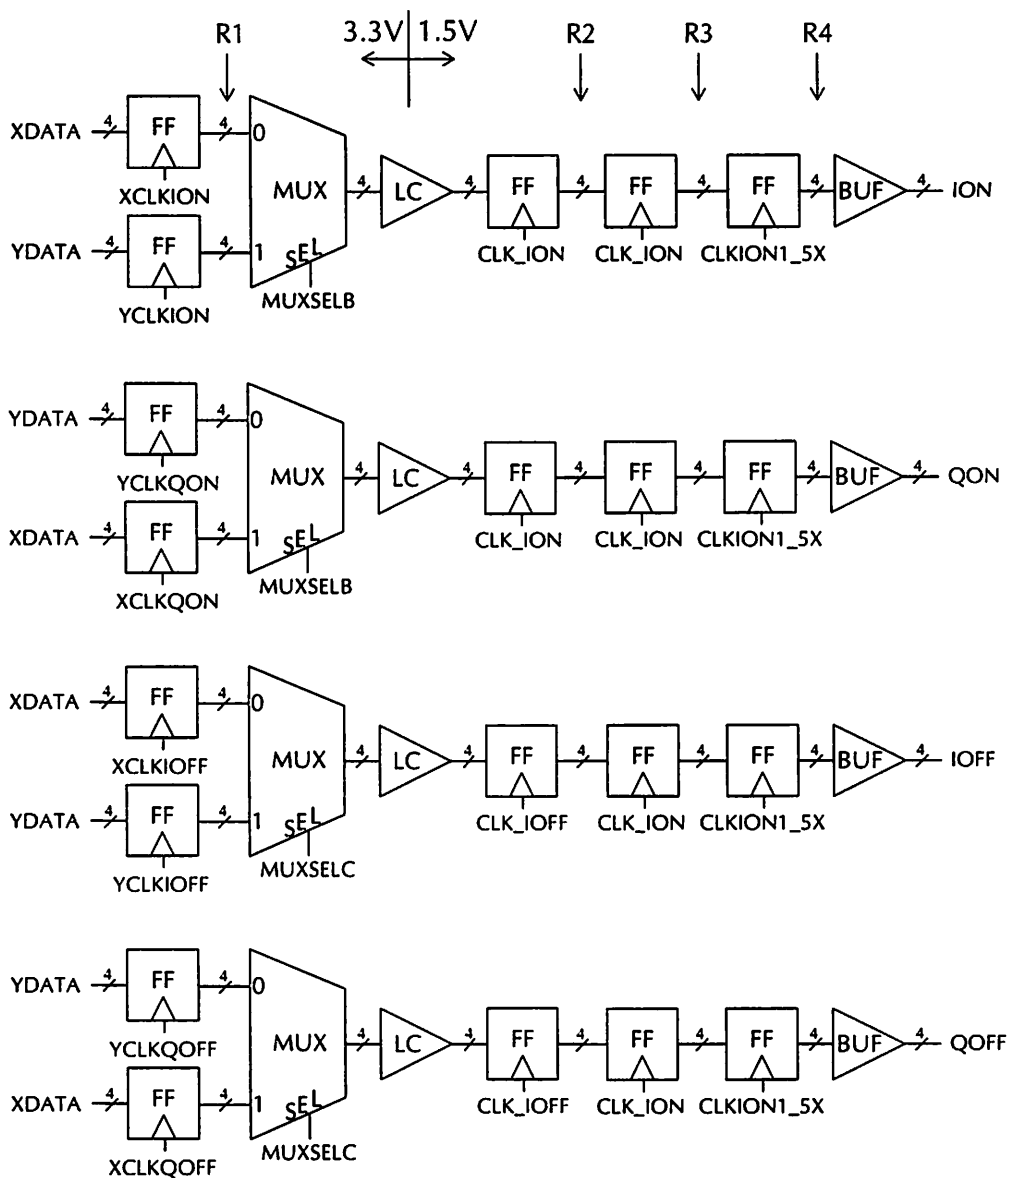 R1 3.3V 1.5V R2 R3 R4
XDATA 4 FF 4 0
XCLKION
MUX 4 LC 4 FF 4 FF 4 FF 4 BUF 4 ION
CLK_ION CLK_ION CLKION1_5X
YDATA 4 FF 4 1 SEL
YCLKION
MUXSELB
YDATA 4 FF 4 0
YCLKQON
MUX 4 LC 4 FF 4 FF 4 FF 4 BUF 4 QON
CLK_ION CLK_ION CLKION1_5X
XDATA 4 FF 4 1 SEL
XCLKQON
MUXSELB
XDATA 4 FF 4 0
XCLKIOFF
MUX 4 LC 4 FF 4 FF 4 FF 4 BUF 4 IOFF
CLK_IOFF CLK_ION CLKION1_5X
YDATA 4 FF 4 1 SEL
YCLKIOFF
MUXSELC
YDATA 4 FF 4 0
YCLKQOFF
MUX 4 LC 4 FF 4 FF 4 FF 4 BUF 4 QOFF
CLK_IOFF CLK_ION CLKION1_5X
XDATA 4 FF 4 1 SEL
XCLKQOFF
MUXSELC